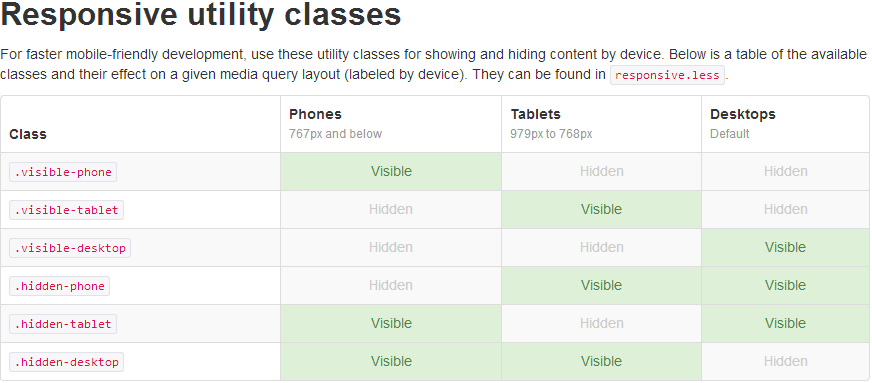 Responsive utility classes
For faster mobile-friendly development, use these utility classes for showing and hiding content by device. Below is a table of the available
classes and their effect on a given media query layout (labeled by device). They can be found in responsive.less.
Class Phones Tablets Desktops
767px and below 979px to 768px Default
.visible-phone Visible Hidden Hidden
.visible-tablet Hidden Visible Hidden
.visible-desktop Hidden Hidden Visible
.hidden-phone Hidden Visible Visible
.hidden-tablet Visible Hidden Visible
.hidden-desktop Visible Visible Hidden